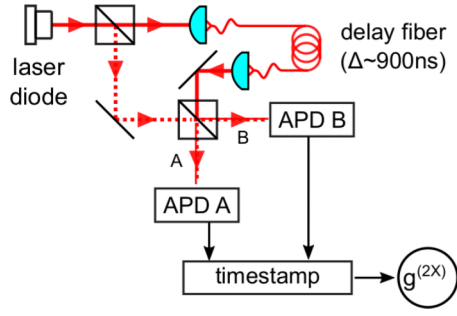 laser
diode
delay fiber
(Δ~900ns)
A
B
APD B
APD A
timestamp
g(2X)